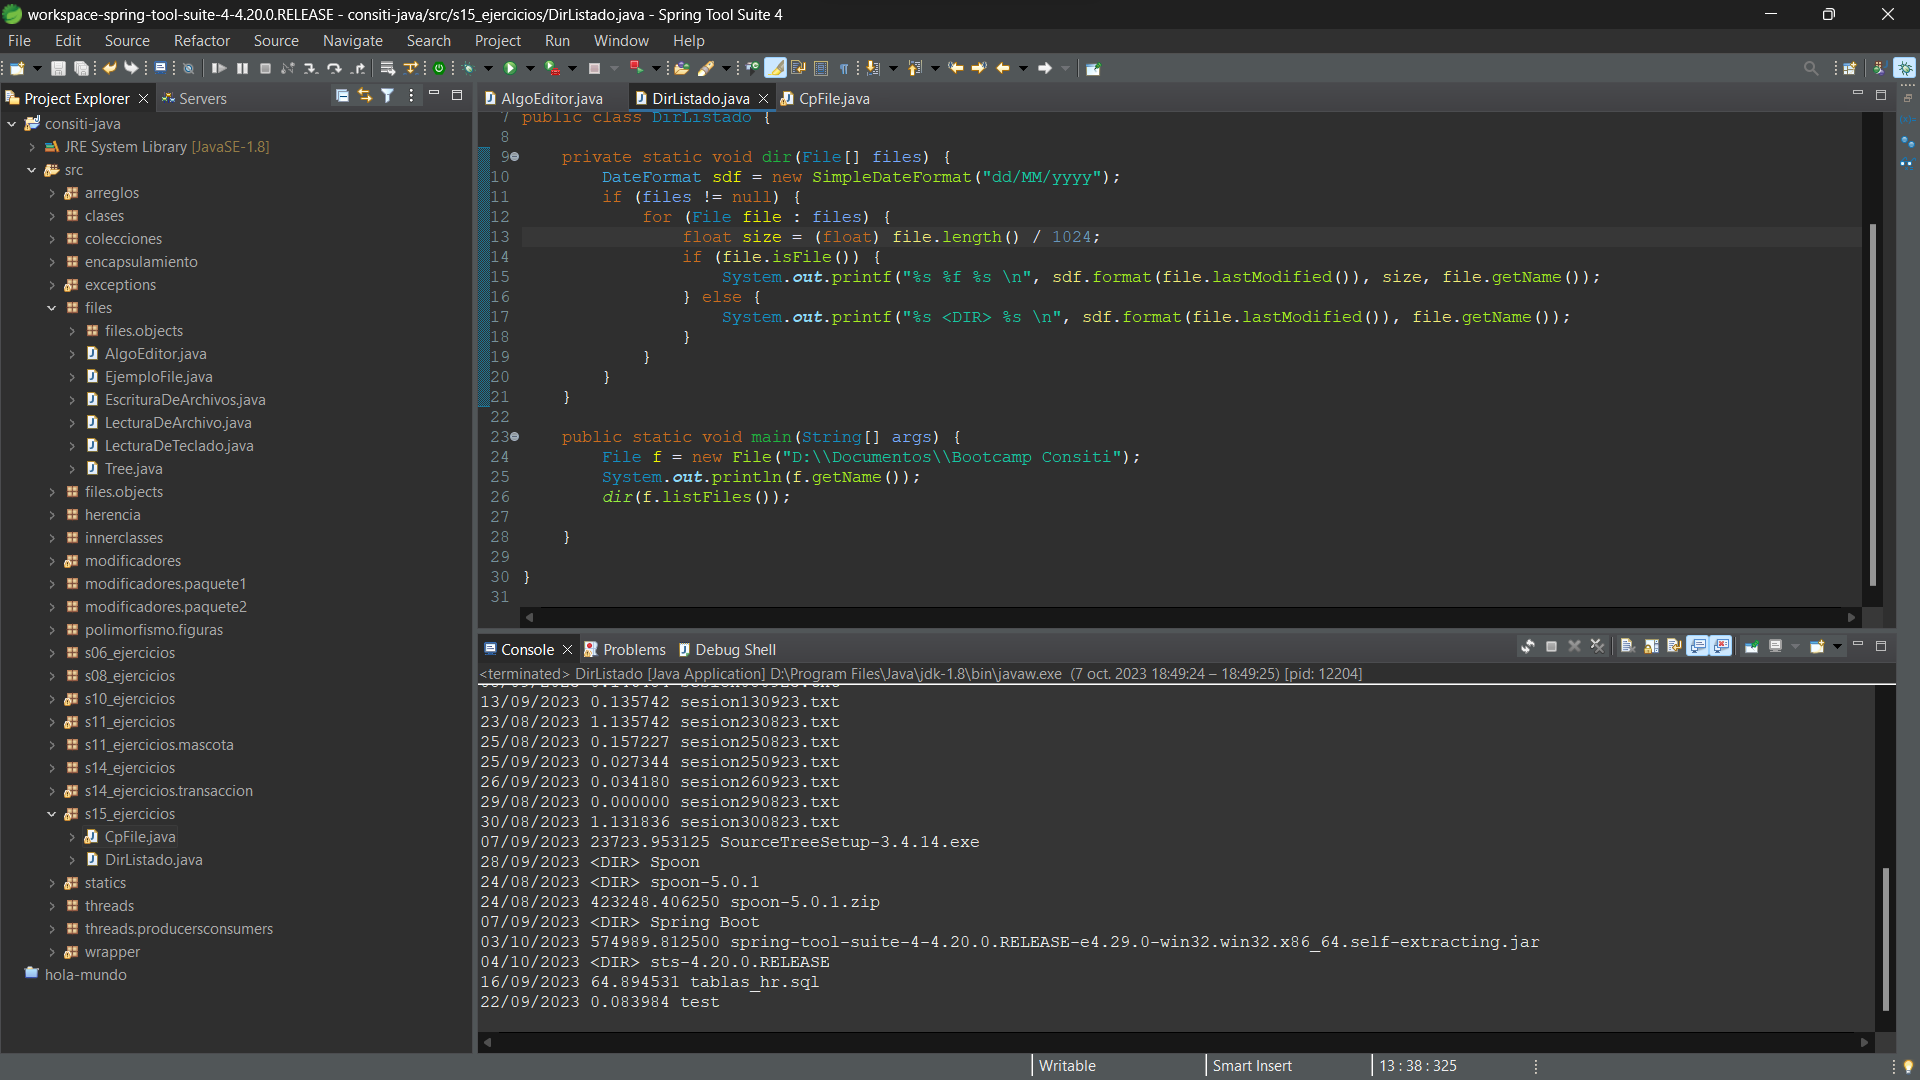 workspace-spring-tool-suite-4-4.20.0.RELEASE - consiti-java/src/s15_ejercicios/DirListado.java - Spring Tool Suite 4
File Edit Source Refactor Source Navigate Search Project Run Window Help
Project Explorer
Servers
consiti-java
JRE System Library [JavaSE-1.8]
src
arreglos
clases
colecciones
encapsulamiento
exceptions
files
files.objects
AlgoEditor.java
EjemploFile.java
EscrituraDeArchivos.java
LecturaDeArchivo.java
LecturaDeTeclado.java
Tree.java
files.objects
herencia
innerclasses
modificadores
modificadores.paquete1
modificadores.paquete2
polimorfismo.figuras
s06_ejercicios
s08_ejercicios
s10_ejercicios
s11_ejercicios
s11_ejercicios.mascota
s14_ejercicios
s14_ejercicios.transaccion
s15_ejercicios
CpFile.java
DirListado.java
statics
threads
threads.producersconsumers
wrapper
hola-mundo
AlgoEditor.java DirListado.java CpFile.java
7 public class DirListado {
8
9 private static void dir(File[] files) {
10 DateFormat sdf = new SimpleDateFormat("dd/MM/yyyy");
11 if (files != null) {
12 for (File file : files) {
13 float size = (float) file.length() / 1024;
14 if (file.isFile()) {
15 System.out.printf("%s %f %s \n", sdf.format(file.lastModified()), size, file.getName());
16 } else {
17 System.out.printf("%s <DIR> %s \n", sdf.format(file.lastModified()), file.getName());
18 }
19 }
20 }
21 }
22
23 public static void main(String[] args) {
24 File f = new File("D:\\Documentos\\Bootcamp Consiti");
25 System.out.println(f.getName());
26 dir(f.listFiles());
27
28 }
29
30 }
31
Console Problems Debug Shell
<terminated> DirListado [Java Application] D:\Program Files\Java\jdk-1.8\bin\javaw.exe (7 oct. 2023 18:49:24 – 18:49:25) [pid: 12204]
13/09/2023 0.135742 sesion130923.txt
23/08/2023 1.135742 sesion230823.txt
25/08/2023 0.157227 sesion250823.txt
25/09/2023 0.027344 sesion250923.txt
26/09/2023 0.034180 sesion260923.txt
29/08/2023 0.000000 sesion290823.txt
30/08/2023 1.131836 sesion300823.txt
07/09/2023 23723.953125 SourceTreeSetup-3.4.14.exe
28/09/2023 <DIR> Spoon
24/08/2023 <DIR> spoon-5.0.1
24/08/2023 423248.406250 spoon-5.0.1.zip
07/09/2023 <DIR> Spring Boot
03/10/2023 574989.812500 spring-tool-suite-4-4.20.0.RELEASE-e4.29.0-win32.win32.x86_64.self-extracting.jar
04/10/2023 <DIR> sts-4.20.0.RELEASE
16/09/2023 64.894531 tablas_hr.sql
22/09/2023 0.083984 test
Writable Smart Insert 13 : 38 : 325